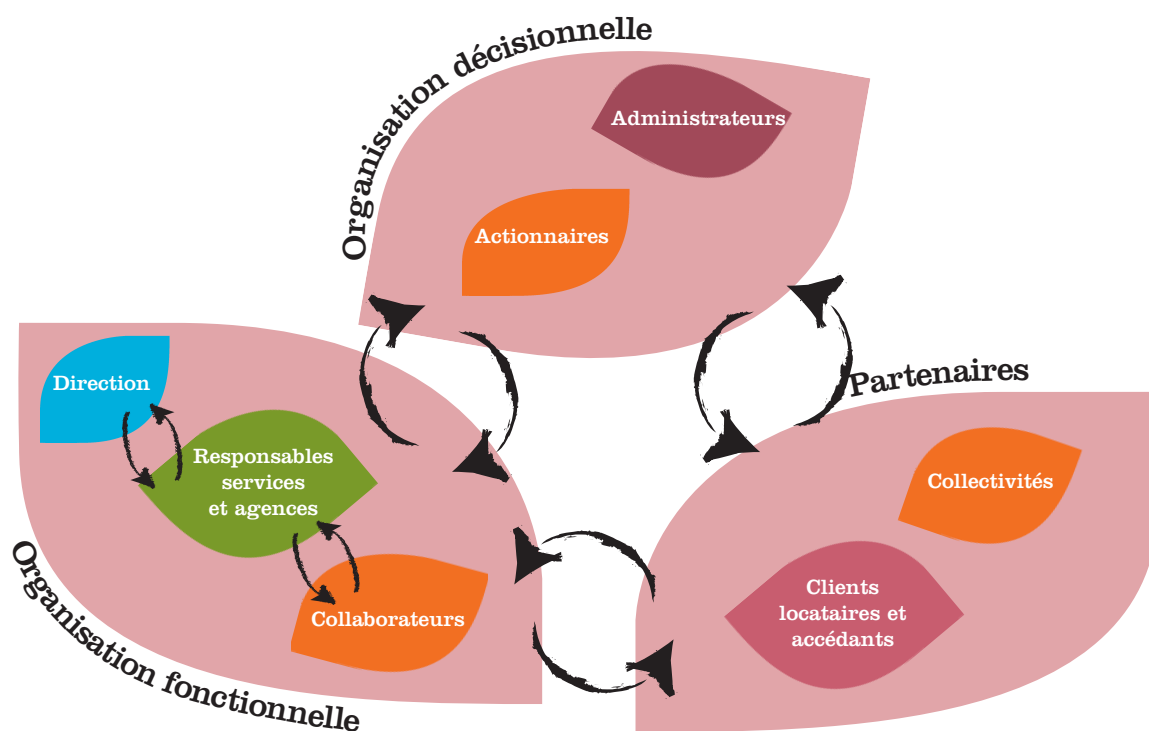 Organisation décisionnelle
Administrateurs
Actionnaires
Direction
Responsables
services
et agences
Collaborateurs
Organisation fonctionnelle
Partenaires
Collectivités
Clients
locataires et
accédants